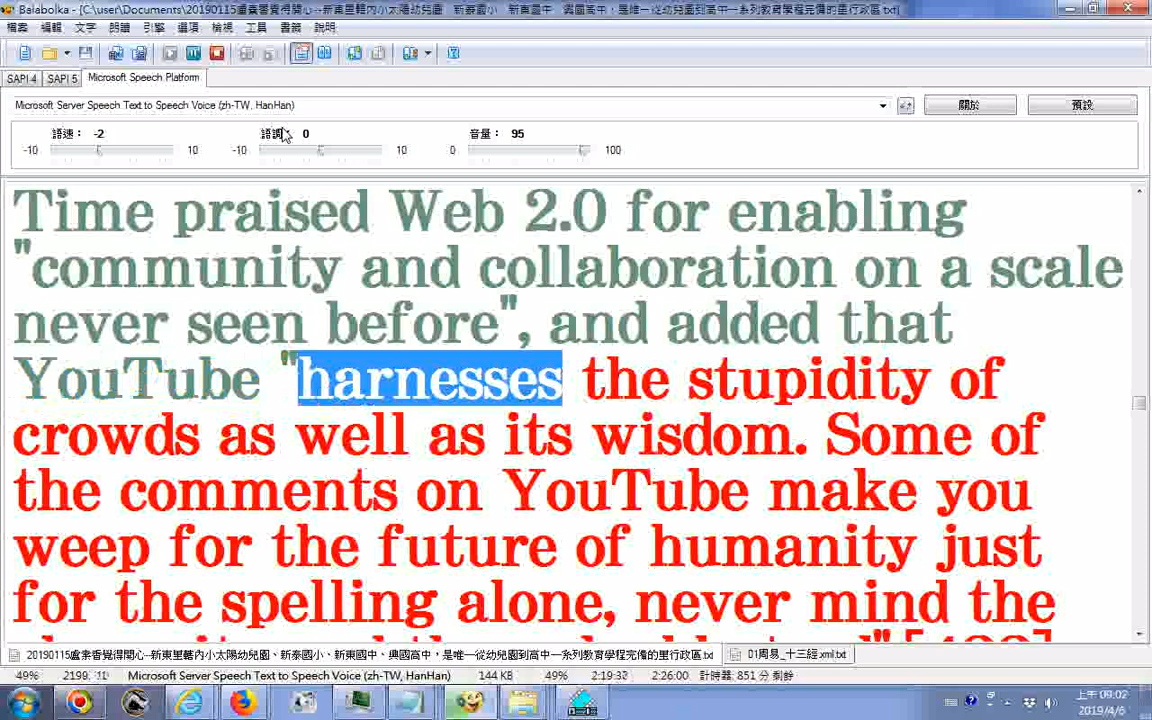 Balabolka - [C:\user\Documents\20190115盧業香覺得開心--新東里轄內小太陽幼兒園 新泰國小 新東國中 興國高中，是唯一從幼兒園到高中一系列教育學程完備的里行政區.txt]
檔案 編輯 文字 朗讀 引擎 選項 檢視 工具 書籤 說明
SAPI 4 SAPI 5 Microsoft Speech Platform
Microsoft Server Speech Text to Speech Voice (zh-TW, HanHan) 關於 預設
語速： -2 語調： 0 音量： 95
-10 10 -10 10 0 100
Time praised Web 2.0 for enabling
"community and collaboration on a scale
never seen before", and added that
YouTube "harnesses the stupidity of
crowds as well as its wisdom. Some of
the comments on YouTube make you
weep for the future of humanity just
for the spelling alone, never mind the
20190115盧業香覺得開心--新東里轄內小太陽幼兒園、新泰國小、新東國中、興國高中，是唯一從幼兒園到高中一系列教育學程完備的里行政區.txt 01周易_十三經.xml.txt
49% 2199, 11 Microsoft Server Speech Text to Speech Voice (zh-TW, HanHan) 144 KB 49% 2:19:32 2:26:00 計時器: 851 分 剩餘
上午 09:02
2019/4/6